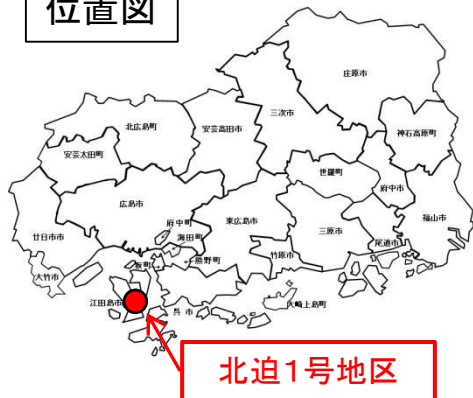 位置図
庄原市
三次市
北広島町
安芸高田市
神石高原町
安芸太田町
世羅町
府中市
広島市
府中町
東広島市
三原市
福山市
廿日市市
海田町
尾道市
坂町
熊野町
竹原市
大竹市
江田島市
呉市
大崎上島町
北迫1号地区